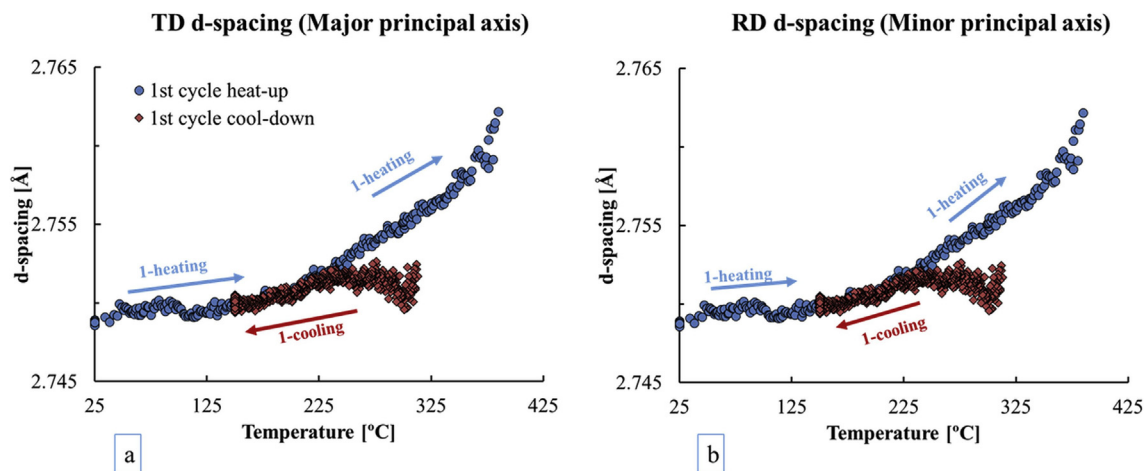 TD d-spacing (Major principal axis)
2.765
1st cycle heat-up
1st cycle cool-down
1-heating
d-spacing [Å]
2.755
1-heating
1-cooling
2.745
25 125 225 325 425
Temperature [ºC]
a
RD d-spacing (Minor principal axis)
2.765
d-spacing [Å]
1-heating
2.755
1-heating
1-cooling
2.745
25 125 225 325 425
Temperature [ºC]
b